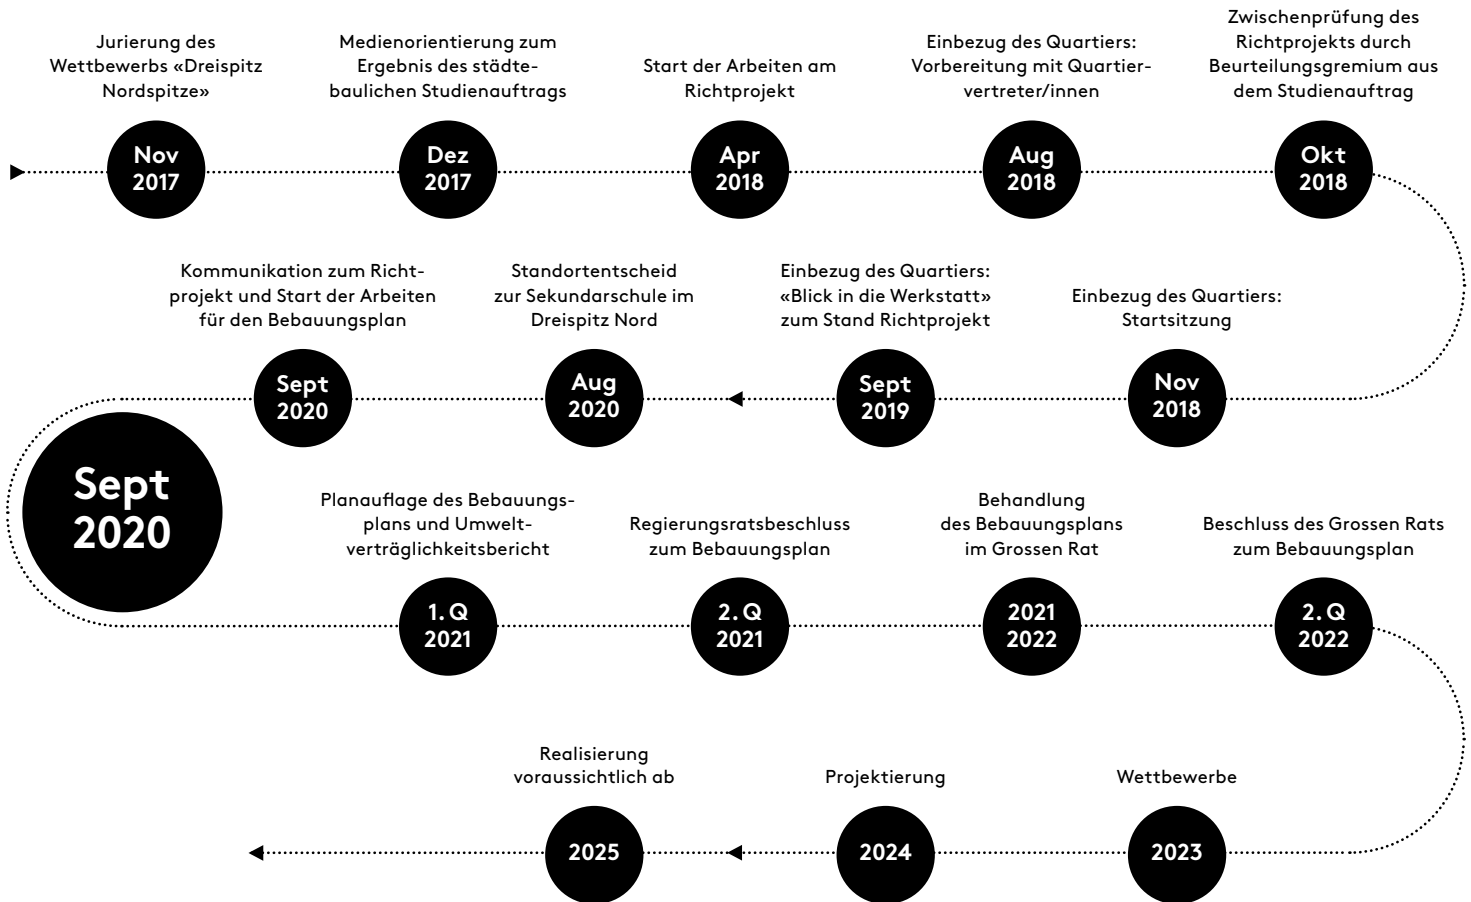 Jurierung des
Wettbewerbs «Dreispitz
Nordspitze»
Nov
2017
Medienorientierung zum
Ergebnis des städte-
baulichen Studienauftrags
Dez
2017
Start der Arbeiten am
Richtprojekt
Apr
2018
Einbezug des Quartiers:
Vorbereitung mit Quartier-
vertreter/innen
Aug
2018
Zwischenprüfung des
Richtprojekts durch
Beurteilungsgremium aus
dem Studienauftrag
Okt
2018
Einbezug des Quartiers:
Startsitzung
Nov
2018
Einbezug des Quartiers:
«Blick in die Werkstatt»
zum Stand Richtprojekt
Sept
2019
Standortentscheid
zur Sekundarschule im
Dreispitz Nord
Aug
2020
Kommunikation zum Richt-
projekt und Start der Arbeiten
für den Bebauungsplan
Sept
2020
Sept
2020
Planauflage des Bebauungs-
plans und Umwelt-
verträglichkeitsbericht
1. Q
2021
Regierungsratsbeschluss
zum Bebauungsplan
2. Q
2021
Behandlung
des Bebauungsplans
im Grossen Rat
2021
2022
Beschluss des Grossen Rats
zum Bebauungsplan
2. Q
2022
Wettbewerbe
2023
Projektierung
2024
Realisierung
voraussichtlich ab
2025